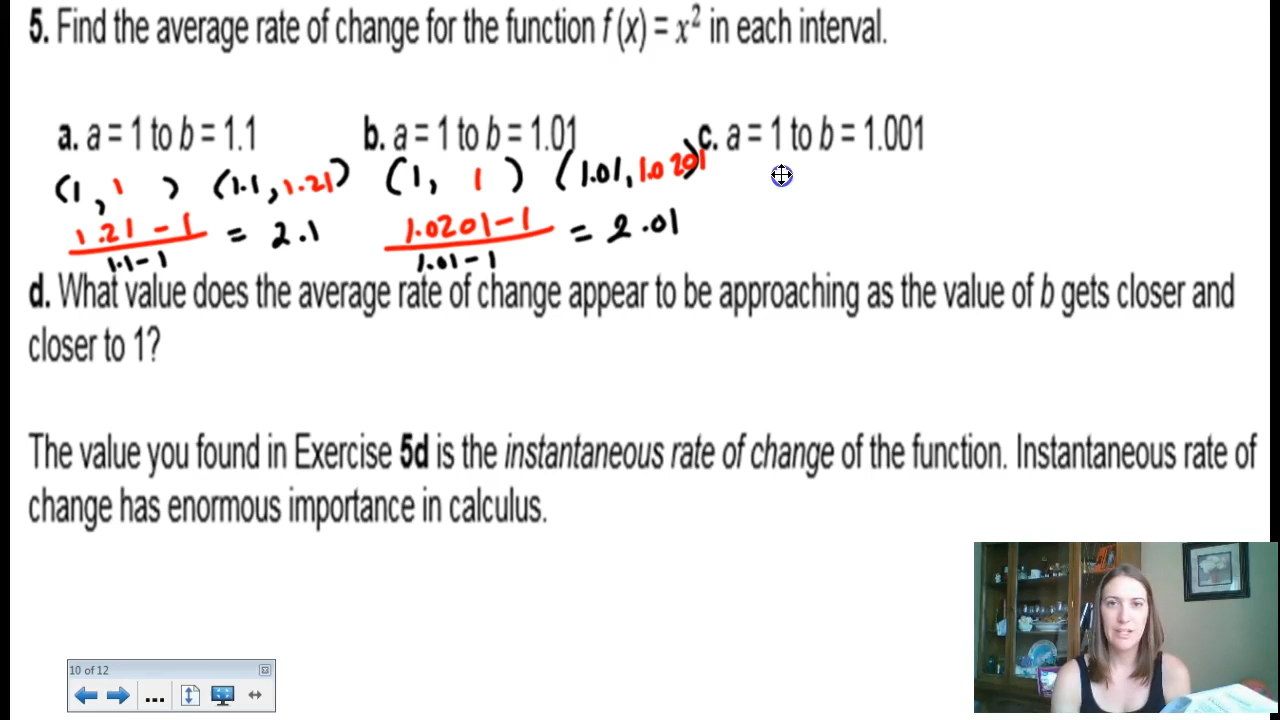 5. Find the average rate of change for the function f (x) = x² in each interval.
a. a = 1 to b = 1.1 b. a = 1 to b = 1.01 c. a = 1 to b = 1.001
(1, 1 ) (1.1, 1.21) (1, 1 ) (1.01, 1.0201)
1.21 - 1 = 2.1 1.0201 - 1 = 2.01
1.1 - 1 1.01 - 1
d. What value does the average rate of change appear to be approaching as the value of b gets closer and
closer to 1?
The value you found in Exercise 5d is the instantaneous rate of change of the function. Instantaneous rate of
change has enormous importance in calculus.
10 of 12
...